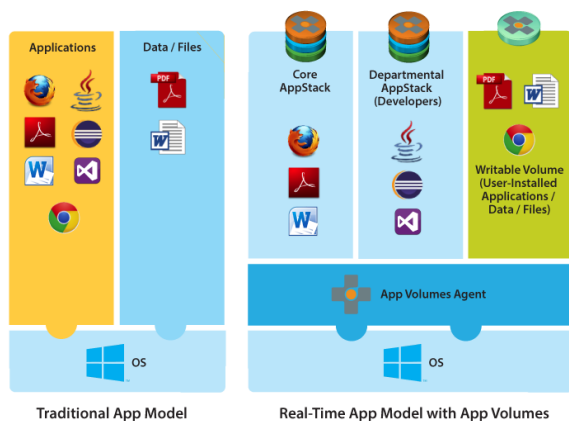 Applications
Data / Files
PDF
W
W
Core
AppStack
W
Departmental
AppStack
(Developers)
PDF
W
Writable Volume
(User-Installed
Applications /
Data / Files)
App Volumes Agent
OS
OS
Traditional App Model
Real-Time App Model with App Volumes